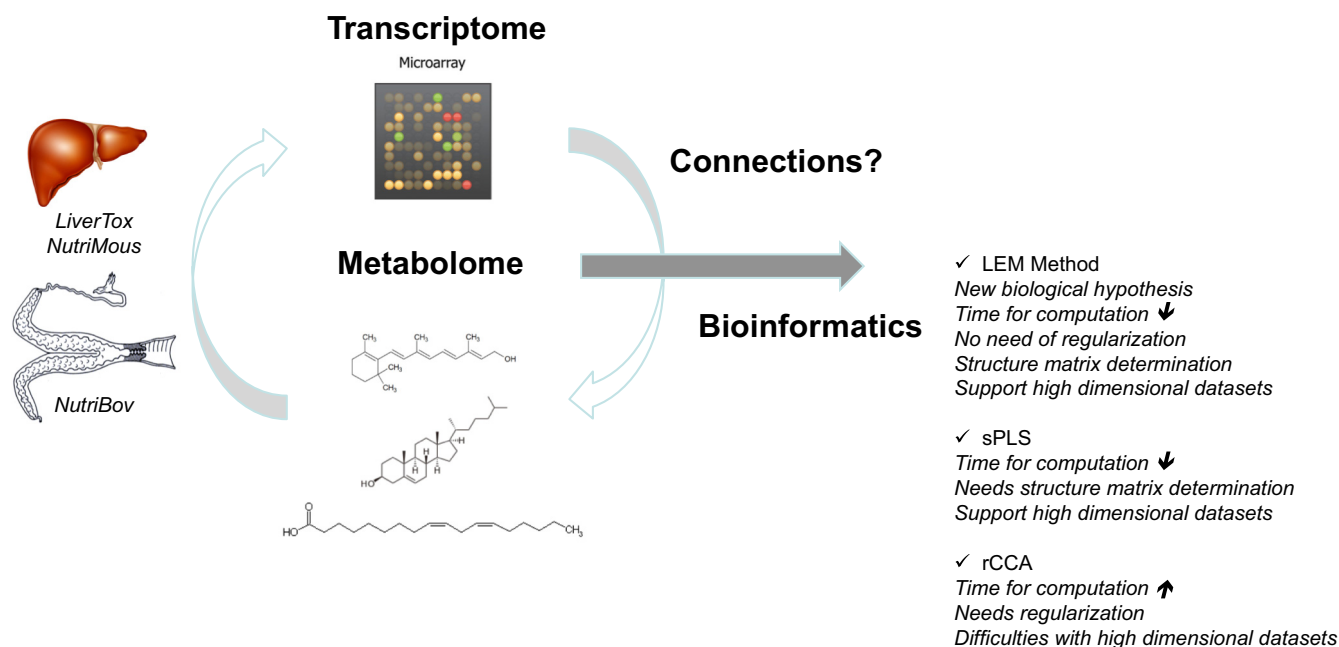 Transcriptome
Microarray
LiverTox
NutriMous
NutriBov
Metabolome
CH₃
CH₃
CH₃
OH
CH₃
CH₃
H
H
H
HO
O
HO
CH₃
Connections?
Bioinformatics
✓ LEM Method
New biological hypothesis
Time for computation 🡇
No need of regularization
Structure matrix determination
Support high dimensional datasets
✓ sPLS
Time for computation 🡇
Needs structure matrix determination
Support high dimensional datasets
✓ rCCA
Time for computation 🡅
Needs regularization
Difficulties with high dimensional datasets